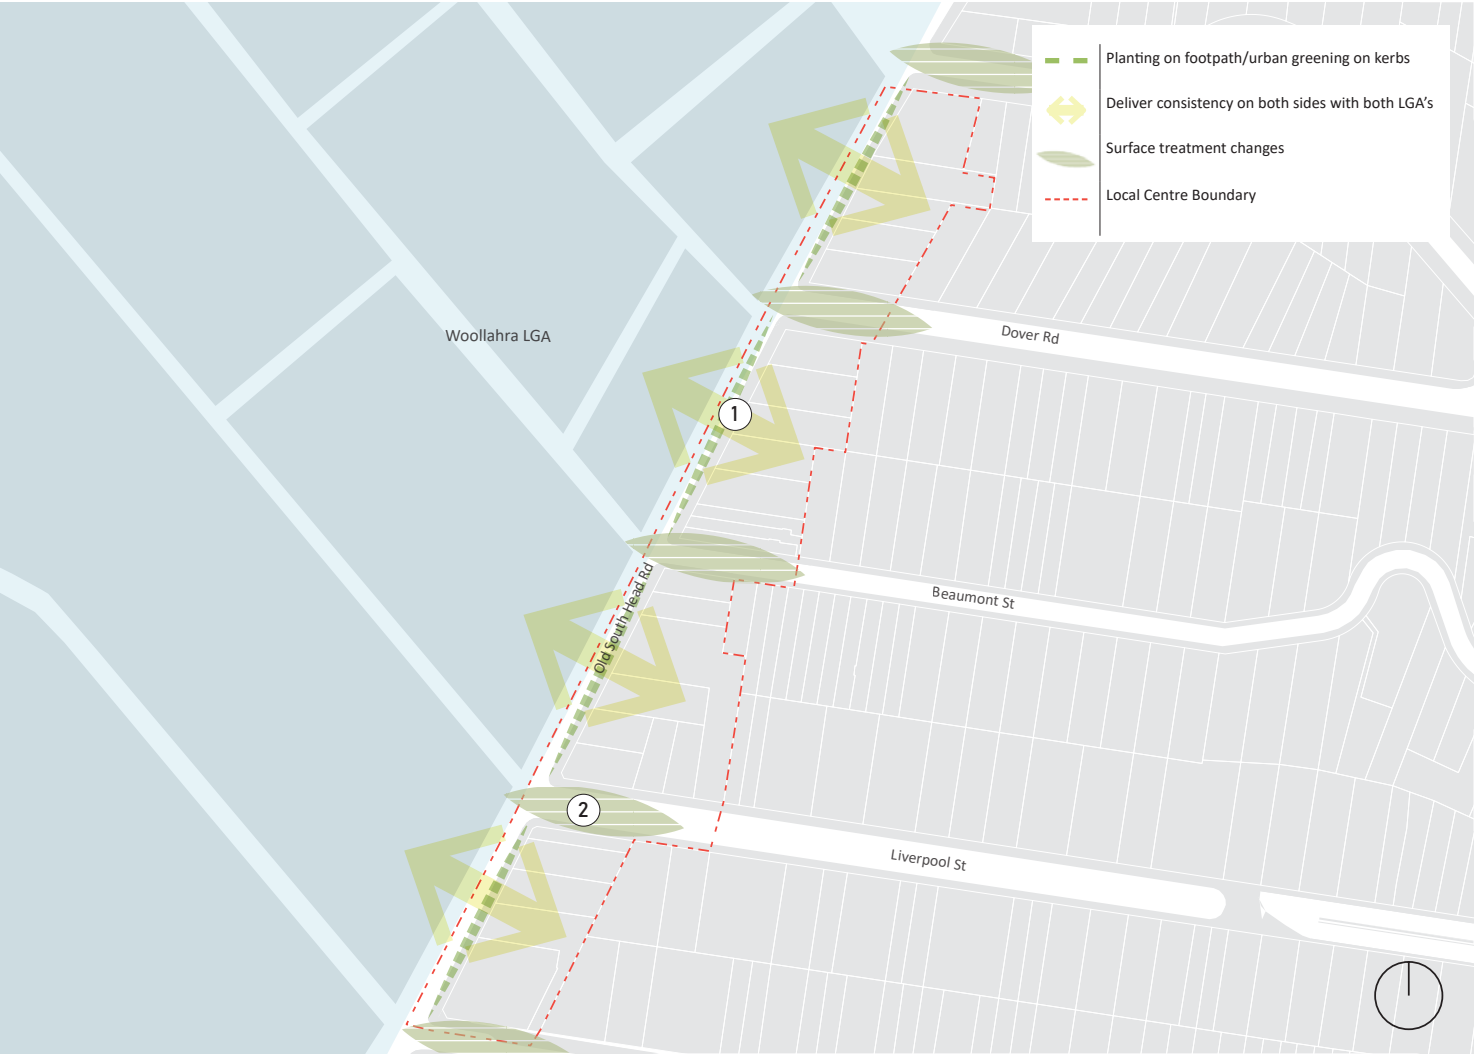 Planting on footpath/urban greening on kerbs
Deliver consistency on both sides with both LGA's
Surface treatment changes
Local Centre Boundary
Woollahra LGA
Dover Rd
1
Beaumont St
Old South Head Rd
2
Liverpool St